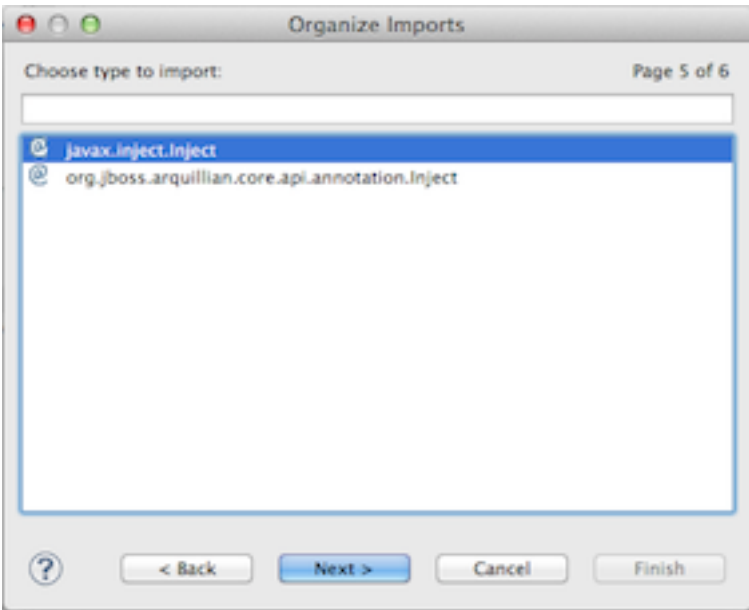 Organize Imports
Choose type to import: Page 5 of 6
@ javax.inject.Inject
@ org.jboss.arquillian.core.api.annotation.Inject
? < Back Next > Cancel Finish